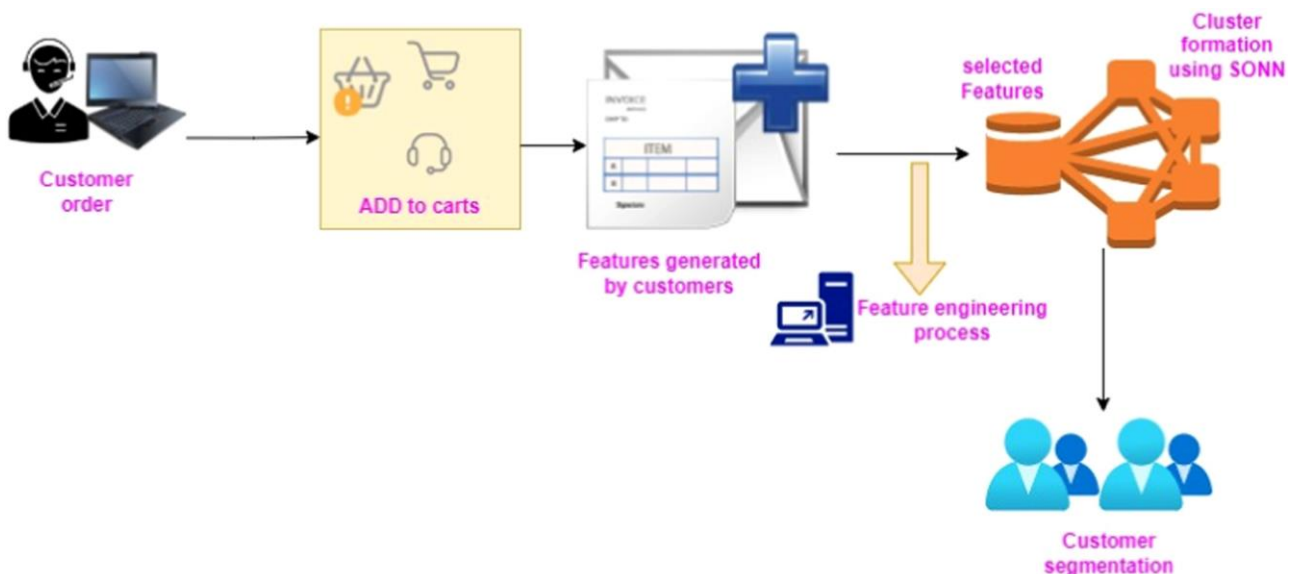 Customer
order
ADD to carts
INVOICE
ITEM
Signature
Features generated
by customers
Feature engineering
process
selected
Features
Cluster
formation
using SONN
Customer
segmentation